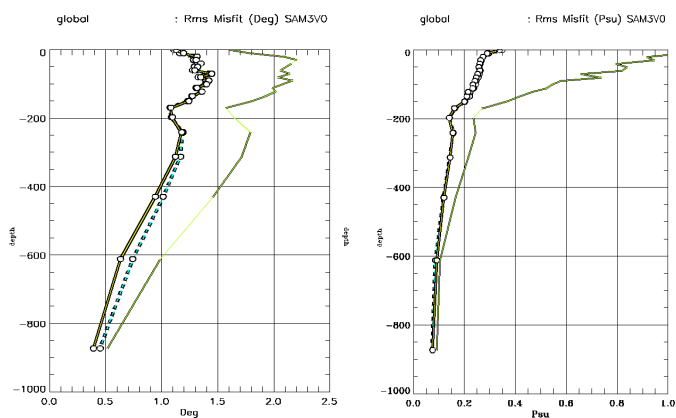 global : Rms Misfit (Deg) SAM3V0
0
-200
-400
-600
-800
-1000
depth
0.0 0.5 1.0 1.5 2.0 2.5
Deg
depth
global : Rms Misfit (Psu) SAM3V0
0
-200
-400
-600
-800
-1000
depth
0.0 0.2 0.4 0.6 0.8 1.0
Psu